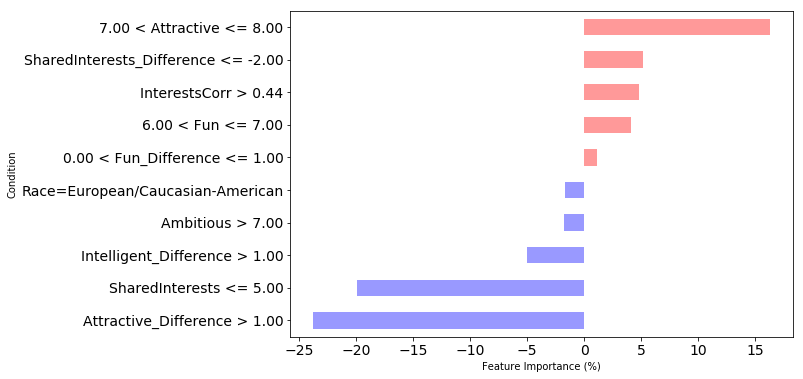 7.00 < Attractive <= 8.00
SharedInterests_Difference <= -2.00
InterestsCorr > 0.44
6.00 < Fun <= 7.00
0.00 < Fun_Difference <= 1.00
Race=European/Caucasian-American
Ambitious > 7.00
Intelligent_Difference > 1.00
SharedInterests <= 5.00
Attractive_Difference > 1.00
Condition
−25 −20 −15 −10 −5 0 5 10 15
Feature Importance (%)